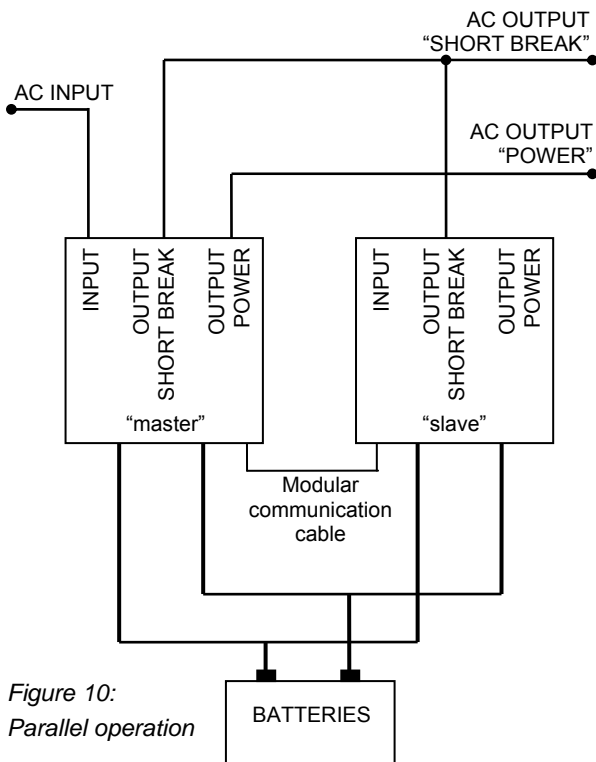 AC OUTPUT
“SHORT BREAK”
AC INPUT
AC OUTPUT
“POWER”
INPUT
OUTPUT
SHORT BREAK
OUTPUT
POWER
“master”
INPUT
OUTPUT
SHORT BREAK
OUTPUT
POWER
“slave”
Modular
communication
cable
Figure 10:
Parallel operation
BATTERIES